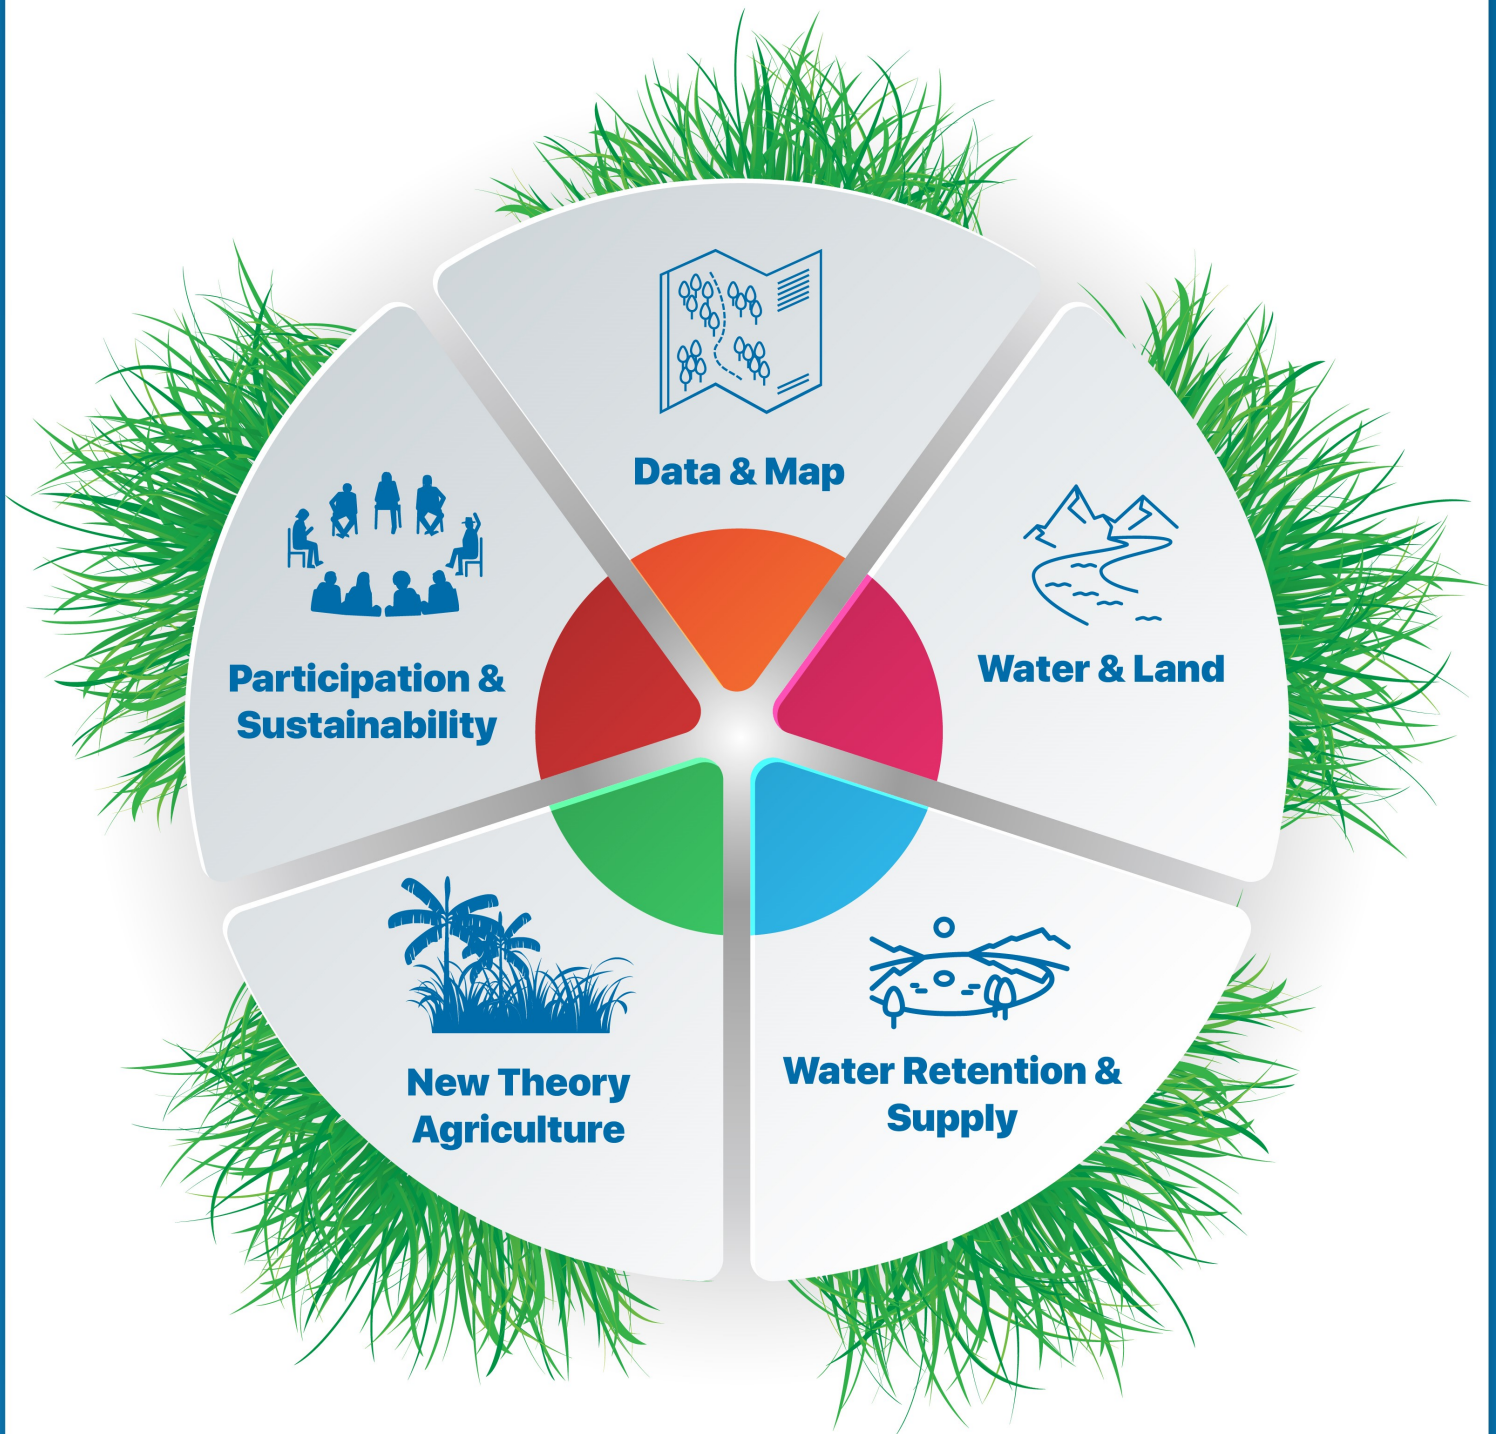 Data & Map
Water & Land
Participation &
Sustainability
New Theory
Agriculture
Water Retention &
Supply